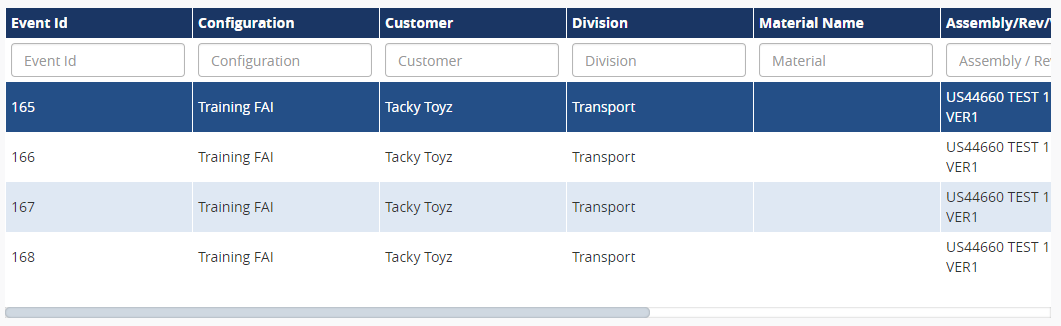 Event Id Configuration Customer Division Material Name Assembly/Rev/
Event Id Configuration Customer Division Material Assembly / Re
165 Training FAI Tacky Toyz Transport US44660 TEST 1
VER1
166 Training FAI Tacky Toyz Transport US44660 TEST 1
VER1
167 Training FAI Tacky Toyz Transport US44660 TEST 1
VER1
168 Training FAI Tacky Toyz Transport US44660 TEST 1
VER1